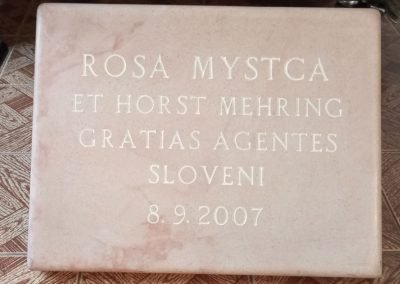 ROSA MYSTCA
ET HORST MEHRING
GRATIAS AGENTES
SLOVENI
8.9.2007